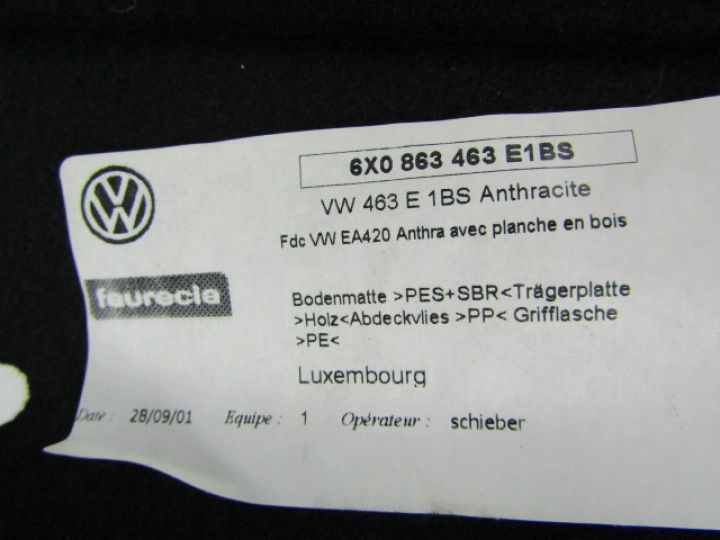 6X0 863 463 E1BS
VW 463 E 1BS Anthracite
Fdc VW EA420 Anthra avec planche en bois
faurecia
Bodenmatte >PES+SBR<Trägerplatte
>Holz<Abdeckvlies >PP< Grifflasche
>PE<
Luxembourg
Date : 28/09/01 Equipe : 1 Opérateur : schieber